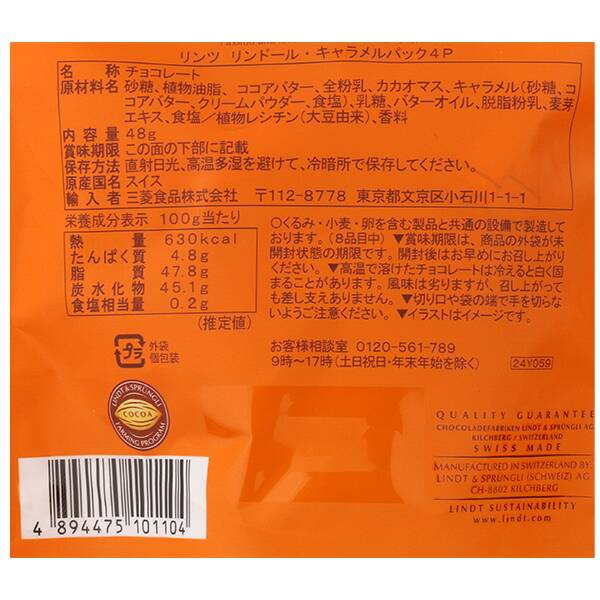 リンツ リンドール・キャラメルパック4P
名 称 チョコレート
原材料名 砂糖、植物油脂、ココアバター、全粉乳、カカオマス、キャラメル(砂糖、コ
コアバター、クリームパウダー、食塩)、乳糖、バターオイル、脱脂粉乳、麦芽
エキス、食塩/植物レシチン(大豆由来)、香料
内 容 量 48g
賞味期限 この面の下部に記載
保存方法 直射日光、高温多湿を避けて、冷暗所で保存してください。
原産国名 スイス
輸 入 者 三菱食品株式会社 〒112-8778 東京都文京区小石川1-1-1
栄養成分表示 100g当たり
熱 量 630kcal
たんぱく質 4.8g
脂 質 47.8g
炭水化物 45.1g
食塩相当量 0.2g
(推定値)
○くるみ・小麦・卵を含む製品と共通の設備で製造し
ております。(8品目中) ▼賞味期限は、商品の外袋が未
開封状態の期限です。開封後はお早めにお召し上がり
ください。▼高温で溶けたチョコレートは冷えると白く固
まることがあります。風味は劣りますが、召し上がって
も差し支えありません。▼切り口や袋の端で手を切らな
いようご注意ください。▼イラストはイメージです。
プラ
外袋
個包装
お客様相談室 0120-561-789
9時~17時(土日祝日・年末年始を除く)
24Y059
LINDT & SPRÜNGLI
COCOA
FARMING PROGRAM
QUALITY GUARANTEE
CHOCOLADEFABRIKEN LINDT & SPRÜNGLI AG
KILCHBERG / SWITZERLAND
SWISS MADE
MANUFACTURED IN SWITZERLAND BY:
LINDT & SPRÜNGLI (SCHWEIZ) AG
CH-8802 KILCHBERG
LINDT SUSTAINABILITY
www.lindt.com
4 894475 101104